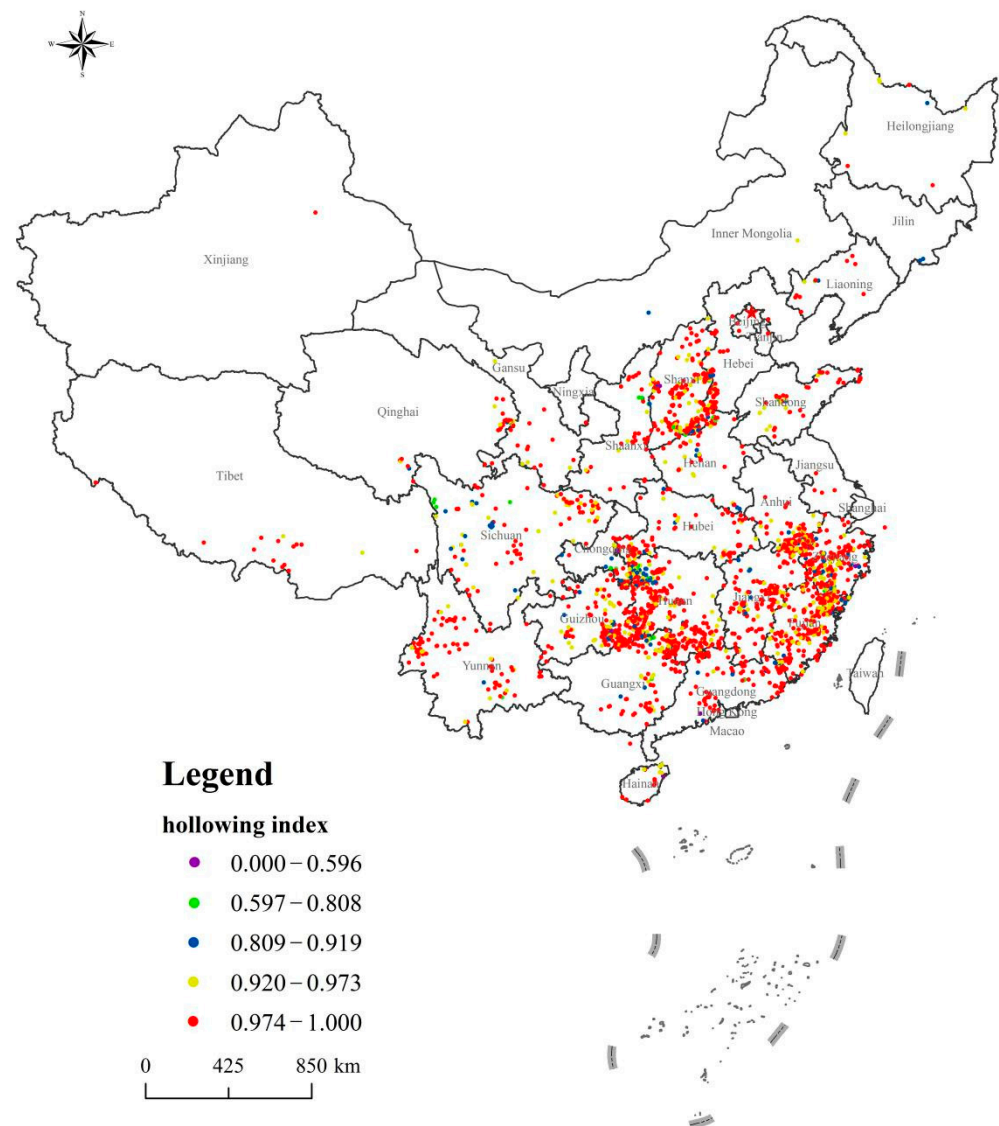 N
W E
S
Heilongjiang
Jilin
Inner Mongolia
Xinjiang
Liaoning
Beijing
Tianjin
Hebei
Gansu
Ningxia
Shanxi
Qinghai
Shandong
Shaanxi
Henan
Tibet
Jiangsu
Anhui
Shanghai
Hubei
Sichuan
Chongqing
Zhejiang
Hunan
Jiangxi
Guizhou
Fujian
Yunnan
Taiwan
Guangxi
Guangdong
Hong Kong
Macao
Hainan
Legend
hollowing index
0.000−0.596
0.597−0.808
0.809−0.919
0.920−0.973
0.974−1.000
0 425 850 km